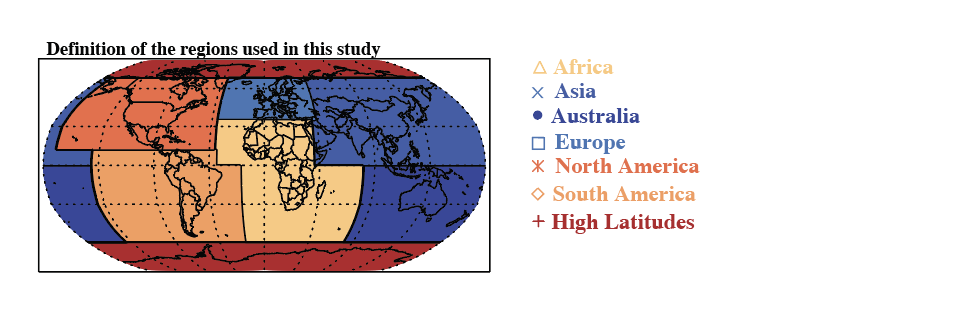 Definition of the regions used in this study
Africa
Asia
Australia
Europe
North America
South America
High Latitudes